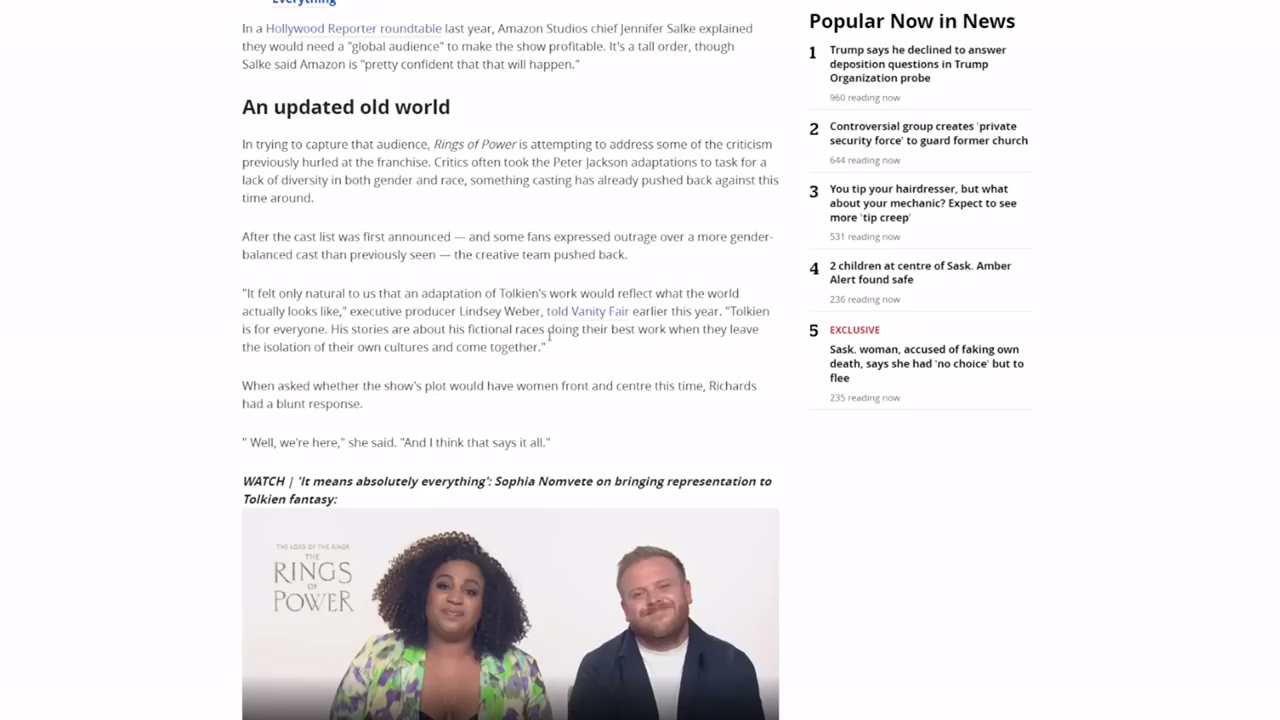 Everything
In a Hollywood Reporter roundtable last year, Amazon Studios chief Jennifer Salke explained
they would need a "global audience" to make the show profitable. It's a tall order, though
Salke said Amazon is "pretty confident that that will happen."
An updated old world
In trying to capture that audience, Rings of Power is attempting to address some of the criticism
previously hurled at the franchise. Critics often took the Peter Jackson adaptations to task for a
lack of diversity in both gender and race, something casting has already pushed back against this
time around.
After the cast list was first announced — and some fans expressed outrage over a more gender-
balanced cast than previously seen — the creative team pushed back.
"It felt only natural to us that an adaptation of Tolkien's work would reflect what the world
actually looks like," executive producer Lindsey Weber, told Vanity Fair earlier this year. "Tolkien
is for everyone. His stories are about his fictional races doing their best work when they leave
the isolation of their own cultures and come together."
When asked whether the show's plot would have women front and centre this time, Richards
had a blunt response.
" Well, we're here," she said. "And I think that says it all."
WATCH | 'It means absolutely everything': Sophia Nomvete on bringing representation to
Tolkien fantasy:
THE LORD OF THE RINGS
THE
RINGS
OF
POWER
Popular Now in News
1
Trump says he declined to answer
deposition questions in Trump
Organization probe
960 reading now
2
Controversial group creates 'private
security force' to guard former church
644 reading now
3
You tip your hairdresser, but what
about your mechanic? Expect to see
more 'tip creep'
531 reading now
4
2 children at centre of Sask. Amber
Alert found safe
236 reading now
5
EXCLUSIVE
Sask. woman, accused of faking own
death, says she had 'no choice' but to
flee
235 reading now